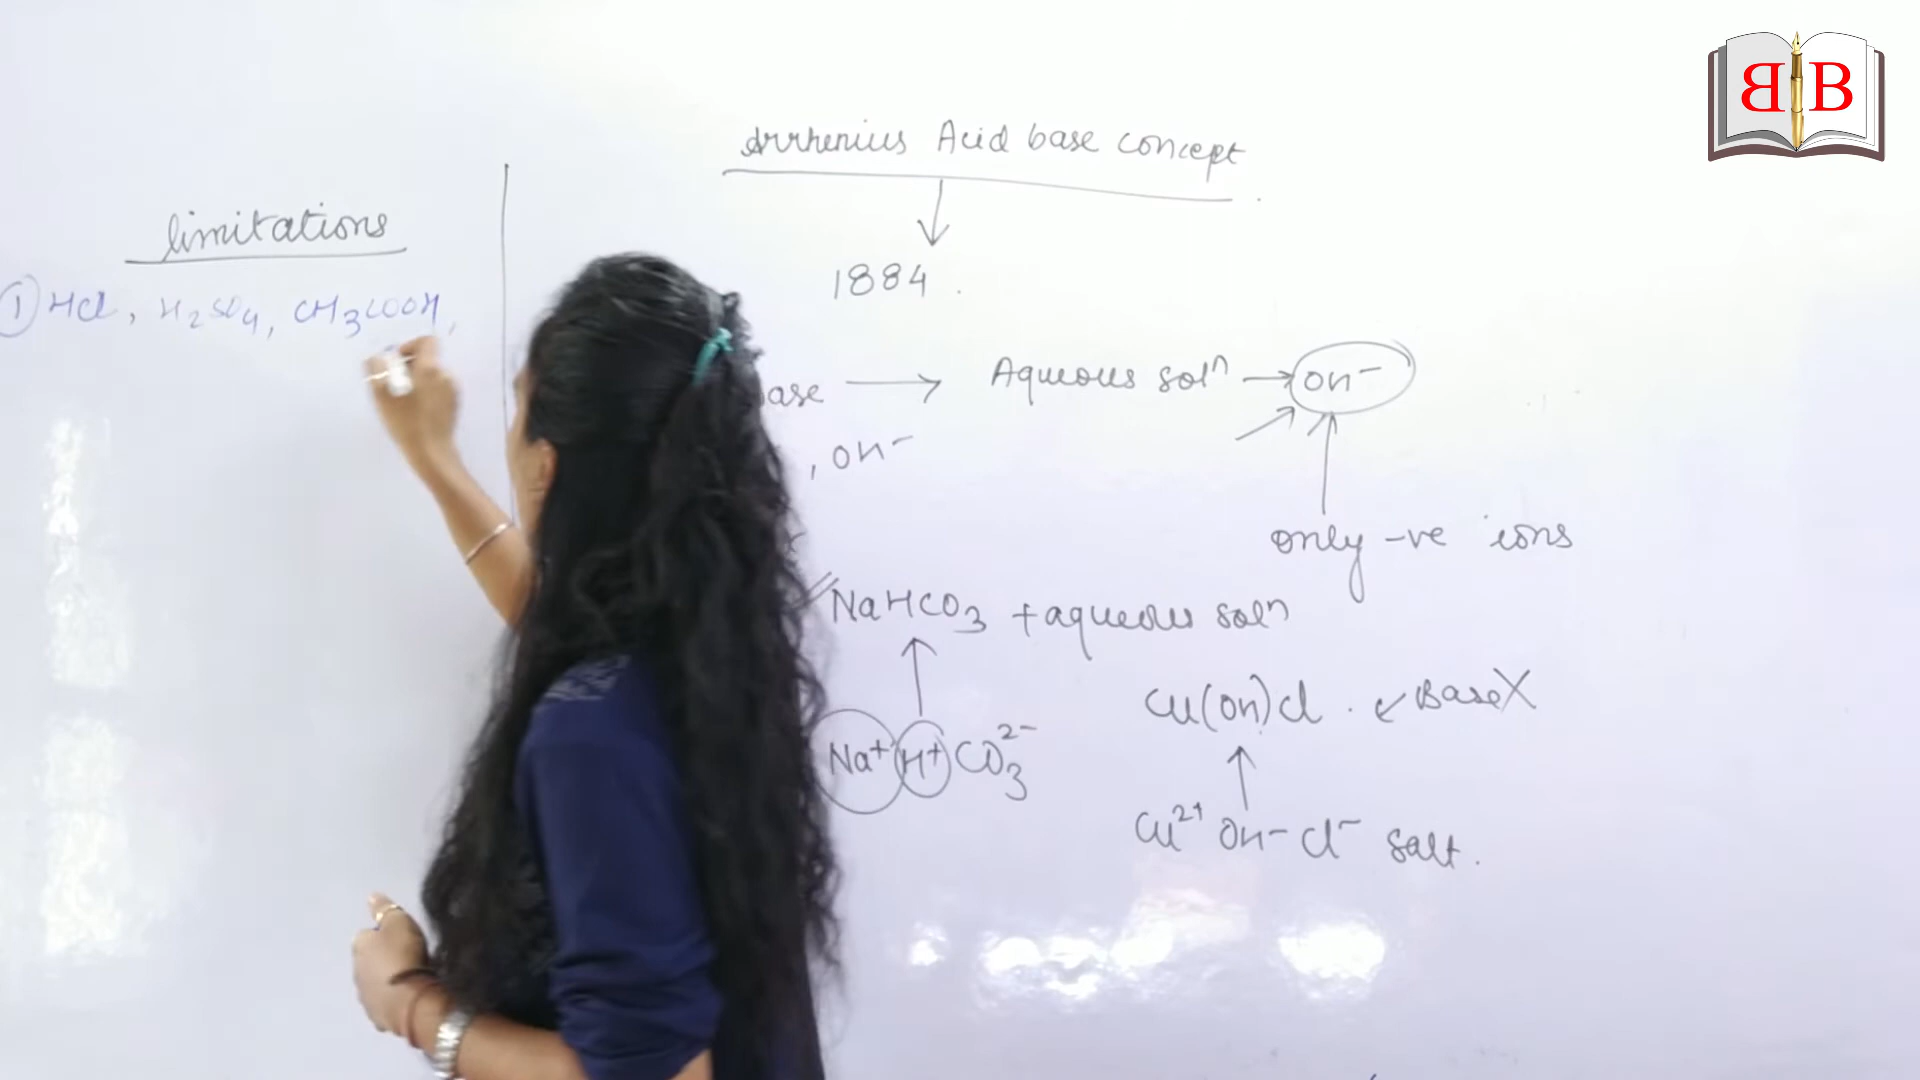 Arrhenius Acid base concept
1884.
ase → Aqueous solⁿ → OH⁻
, OH⁻
only -ve ions
NaHCO₃ + aqueous solⁿ
Cu(OH)Cl. ↙ Base X
Na⁺ H⁺ CO₃²⁻
Cu²⁺ OH⁻ Cl⁻ salt.
limitations
① HCl, H₂SO₄, CH₃COOH,
B B